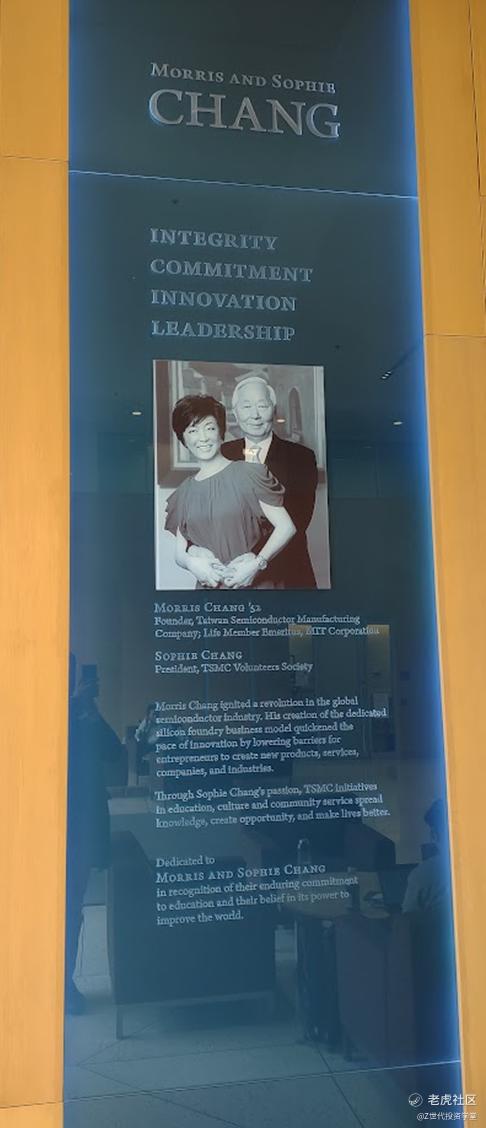 MORRIS AND SOPHIE
CHANG
INTEGRITY
COMMITMENT
INNOVATION
LEADERSHIP
MORRIS CHANG '52
Founder, Taiwan Semiconductor Manufacturing
Company; Life Member Emeritus, MIT Corporation
SOPHIE CHANG
President, TSMC Volunteers Society
Morris Chang ignited a revolution in the global
semiconductor industry. His creation of the dedicated
silicon foundry business model quickened the
pace of innovation by lowering barriers for
entrepreneurs to create new products, services,
companies, and industries.
Through Sophie Chang's passion, TSMC initiatives
in education, culture and community service spread
knowledge, create opportunity, and make lives better.
Dedicated to
MORRIS AND SOPHIE CHANG
in recognition of their enduring commitment
to education and their belief in its power to
improve the world.
老虎社区
@Z世代投资学堂